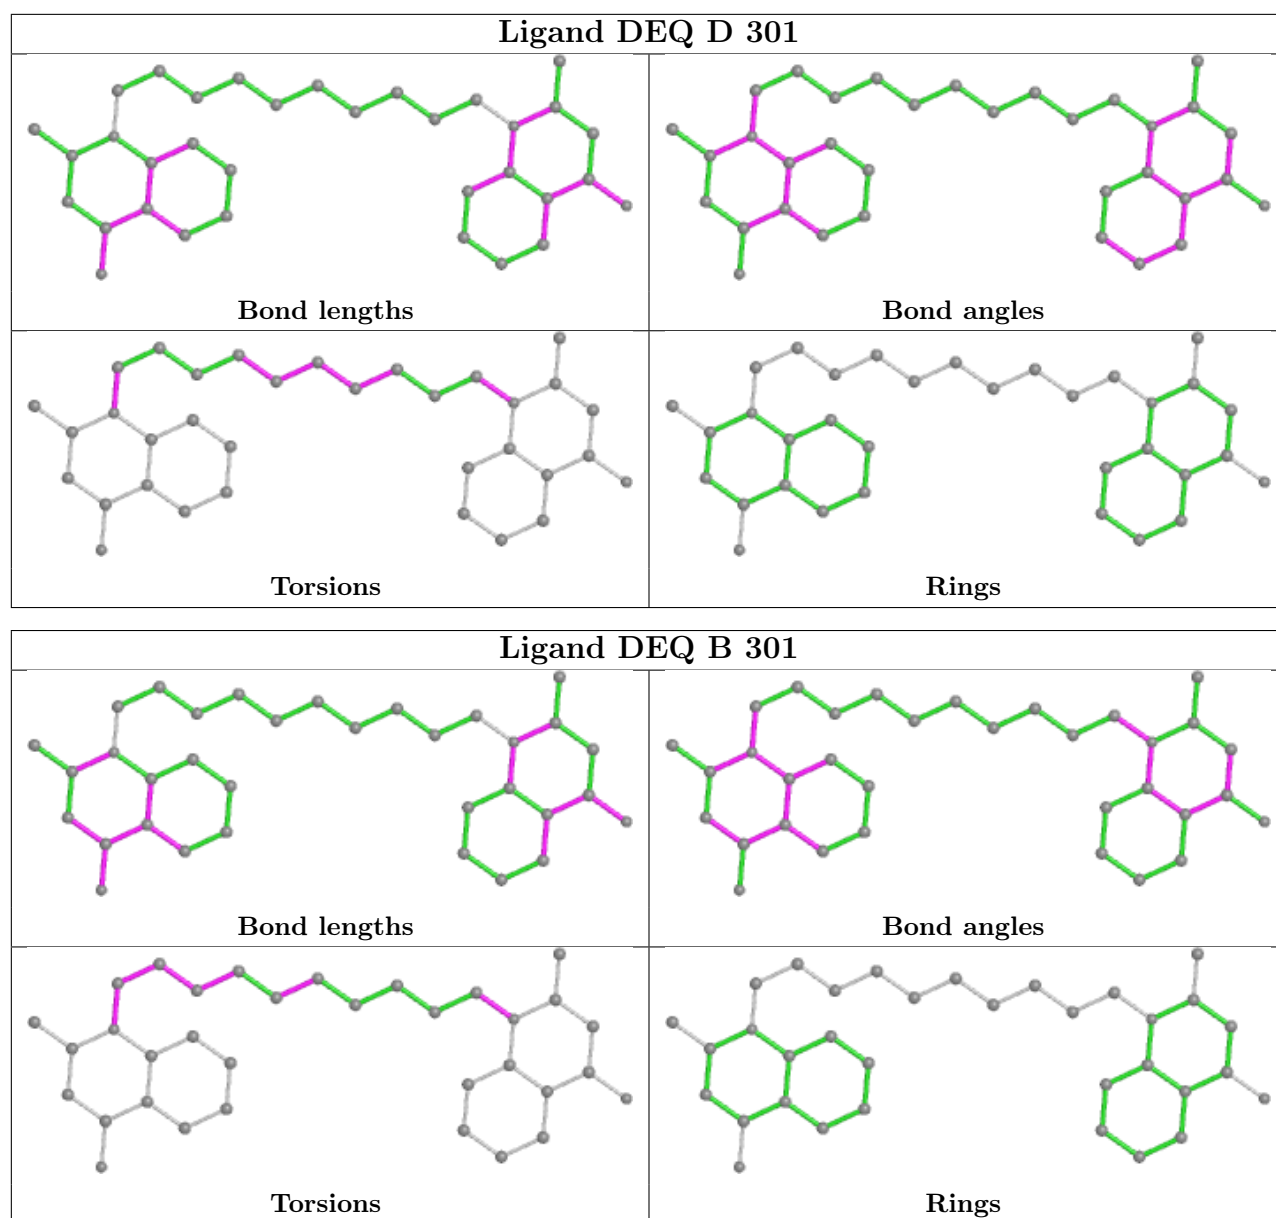 Ligand DEQ D 301
Bond lengths
Bond angles
Torsions
Rings
Ligand DEQ B 301
Bond lengths
Bond angles
Torsions
Rings